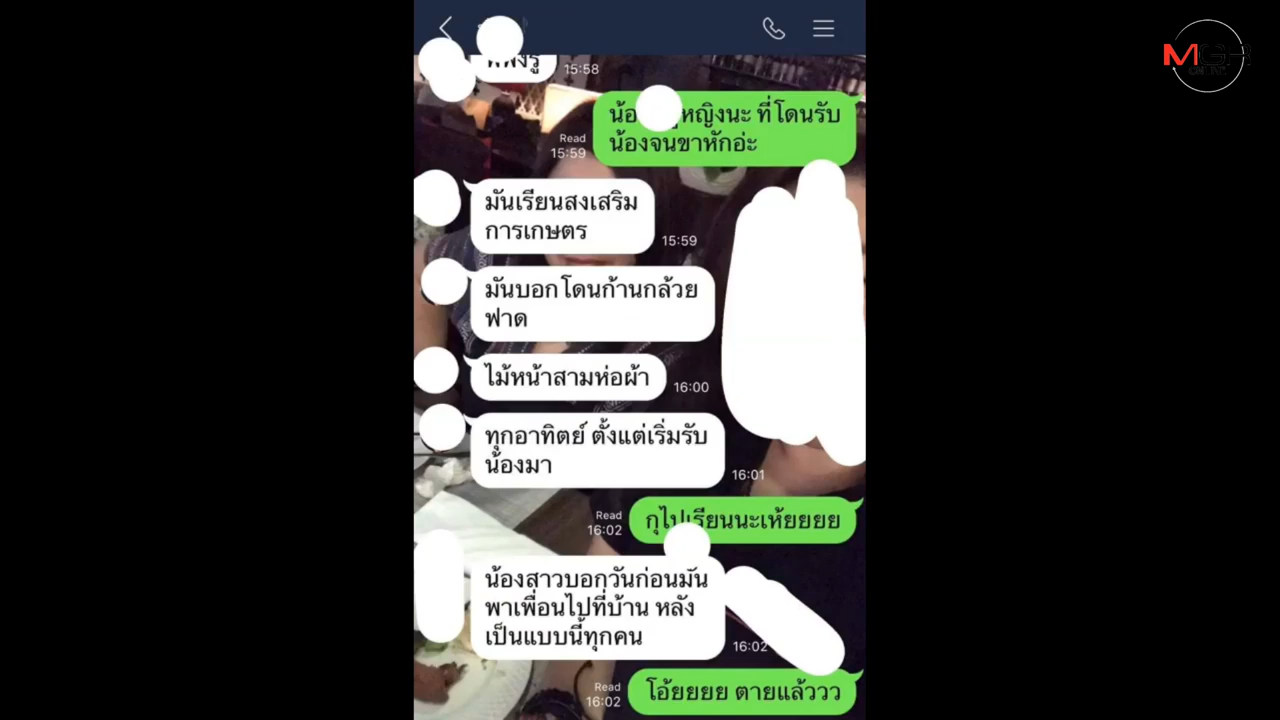 15:58
MGR
ONLINE
หญิงนะ ที่โดนรับ
น้องจนขาหักอ่ะ
Read
15:59
มันเรียนสงเสริม
การเกษตร
15:59
มันบอกโดนก้านกล้วย
ฟาด
ไม้หน้าสามห่อผ้า
16:00
ทุกอาทิตย์ ตั้งแต่เริ่มรับ
น้องมา
16:01
กุไปเรียนนะเห้ยยยย
Read
16:02
น้องสาวบอกวันก่อนมัน
พาเพื่อนไปที่บ้าน หลัง
เป็นแบบนี้ทุกคน
16:02
โอ้ยยยย ตายแล้ววว
Read
16:02